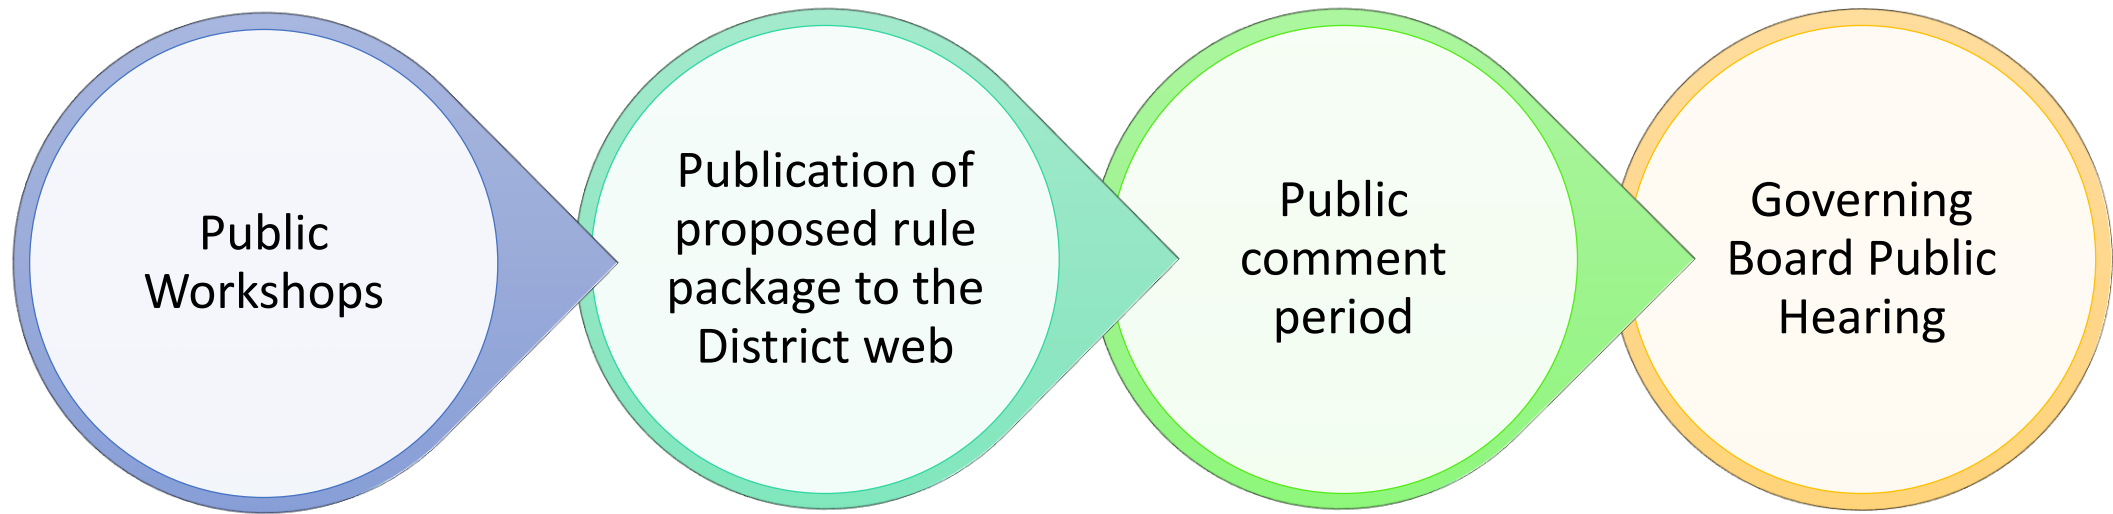 Public
Workshops
Publication of
proposed rule
package to the
District web
Public
comment
period
Governing
Board Public
Hearing